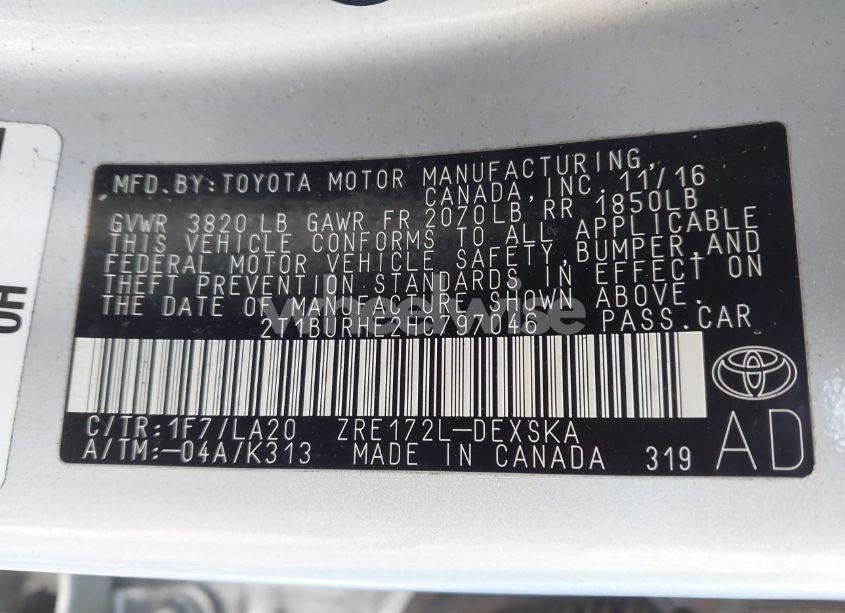 MFD. BY: TOYOTA MOTOR MANUFACTURING,
CANADA, INC. 11/16
GVWR 3820 LB GAWR FR 2070LB RR 1850LB
THIS VEHICLE CONFORMS TO ALL APPLICABLE
FEDERAL MOTOR VEHICLE SAFETY, BUMPER, AND
THEFT PREVENTION STANDARDS IN EFFECT ON
THE DATE OF MANUFACTURE SHOWN ABOVE.
PASS. CAR
wheelwise
C/TR: 1F7/LA20 ZRE172L-DEXSKA
A/TM:-04A/K313 MADE IN CANADA 319
AD